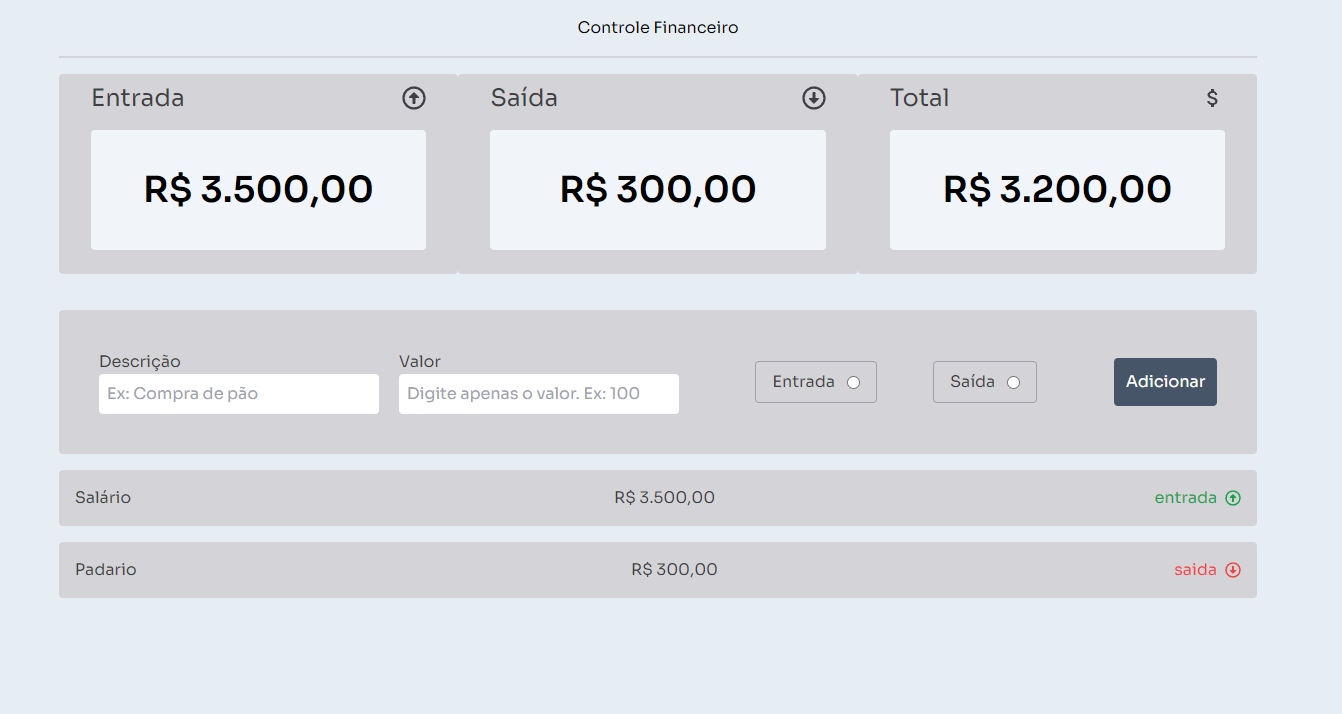 Controle Financeiro
Entrada
Saída
Total $
R$ 3.500,00
R$ 300,00
R$ 3.200,00
Descrição
Ex: Compra de pão
Valor
Digite apenas o valor. Ex: 100
Entrada
Saída
Adicionar
Salário R$ 3.500,00 entrada
Padario R$ 300,00 saida